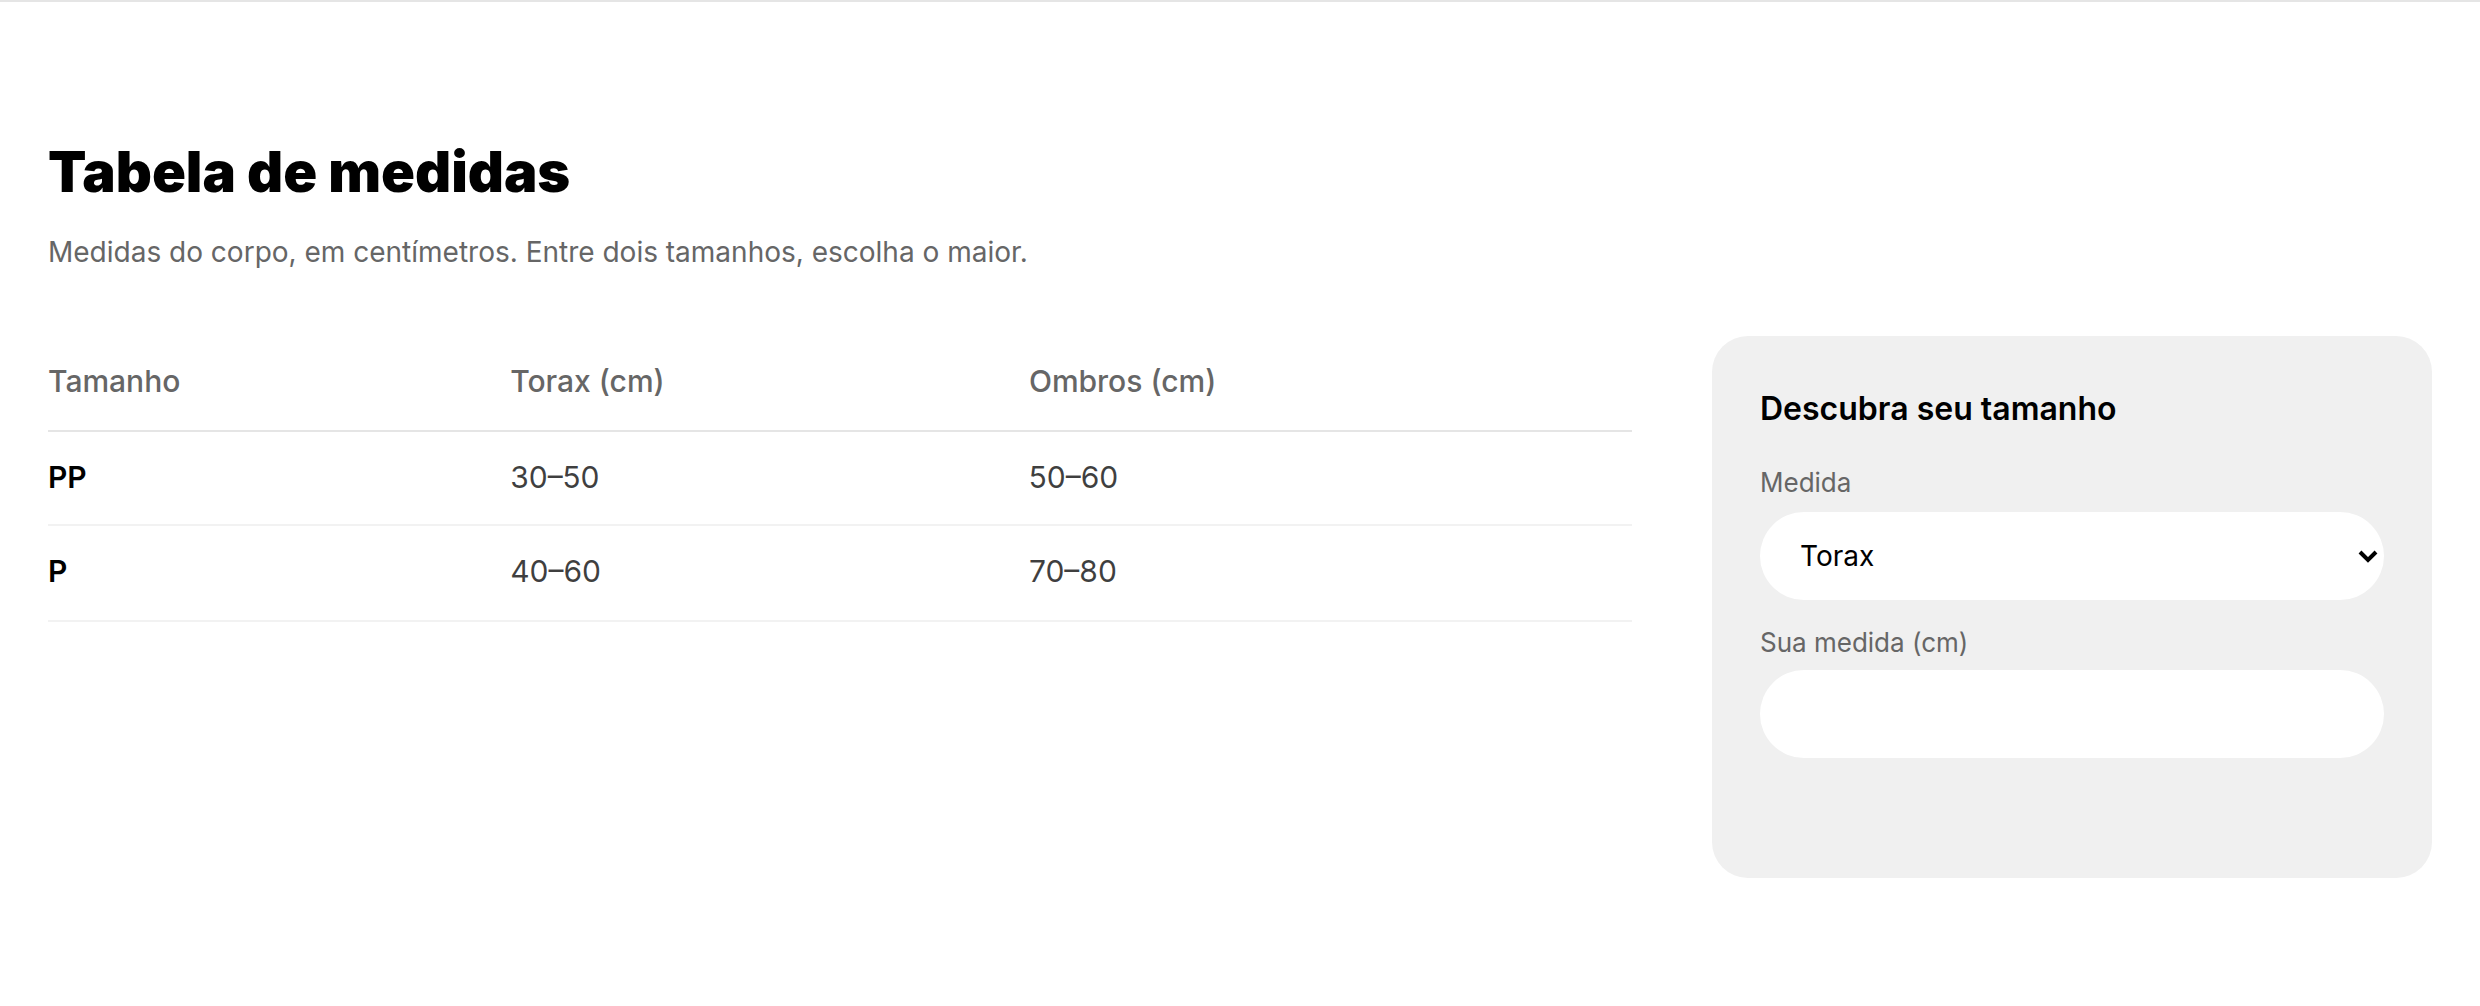 Tabela de medidas
Medidas do corpo, em centímetros. Entre dois tamanhos, escolha o maior.
Tamanho Torax (cm) Ombros (cm)
PP 30–50 50–60
P 40–60 70–80
Descubra seu tamanho
Medida
Torax
Sua medida (cm)